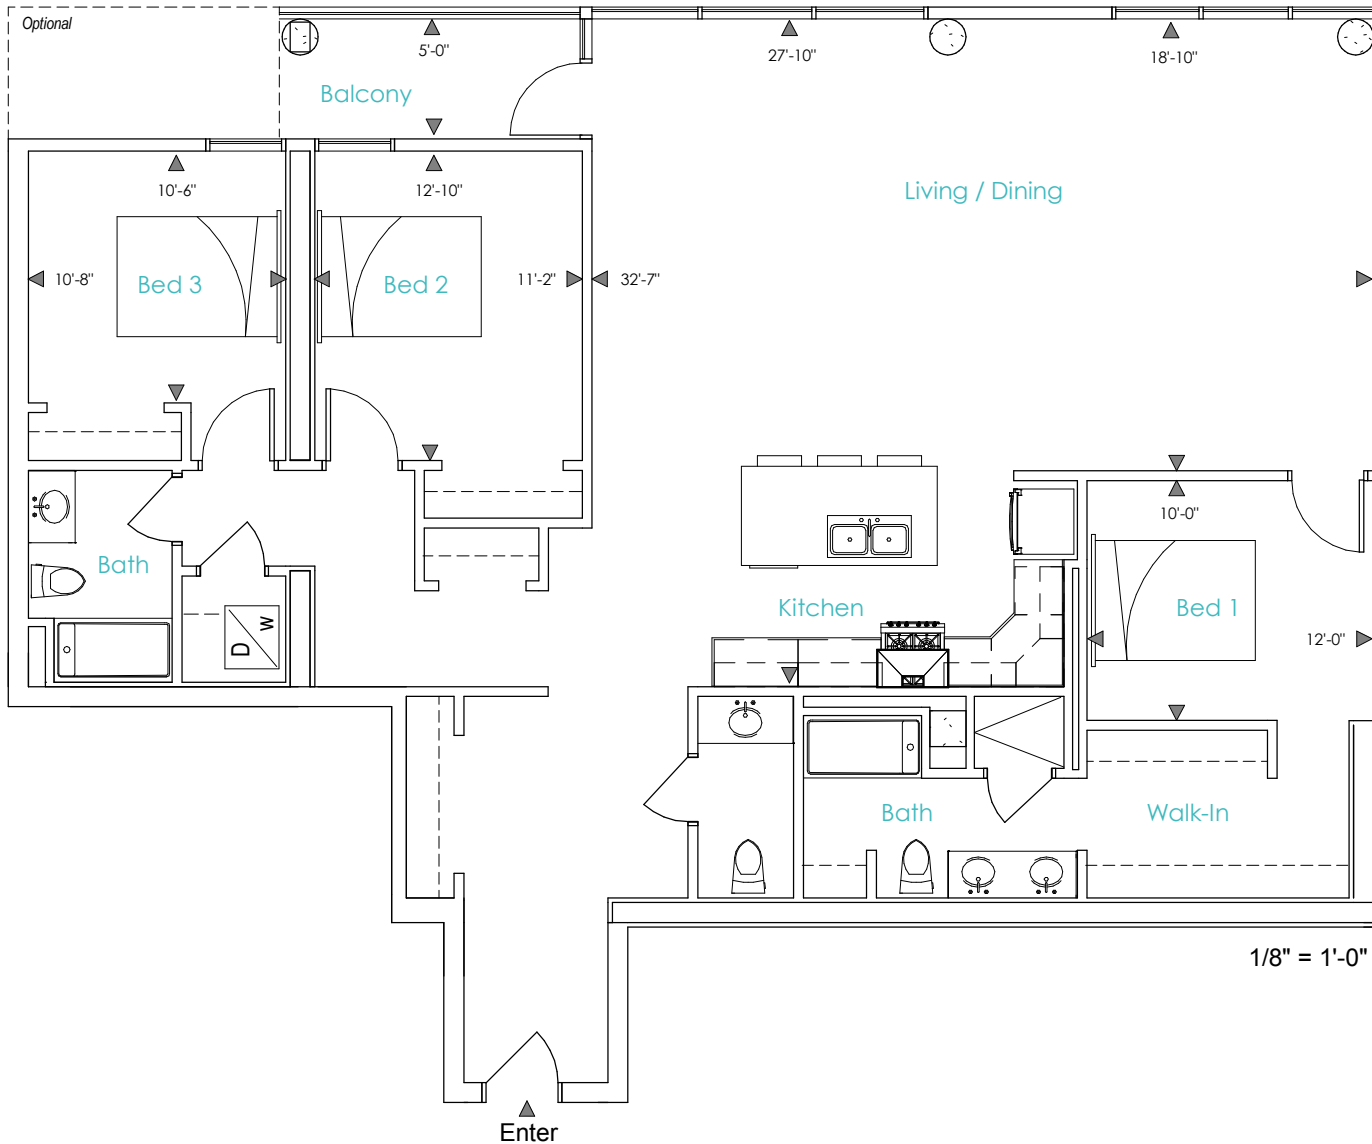 Optional
5'-0"
27'-10"
18'-10"
Balcony
10'-6"
12'-10"
Living / Dining
10'-8"
Bed 3
Bed 2
11'-2"
32'-7"
10'-0"
Bath
Kitchen
Bed 1
W
D
12'-0"
Bath
Walk-In
1/8" = 1'-0"
Enter